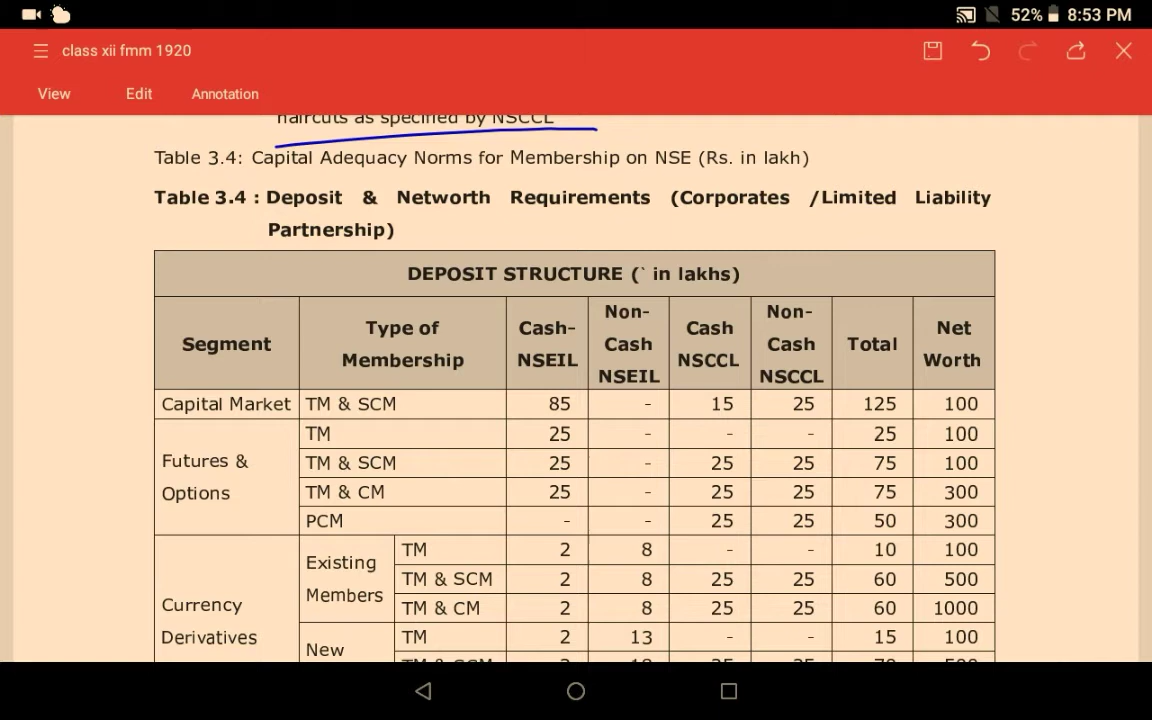 52% 8:53 PM
class xii fmm 1920
View Edit Annotation
haircuts as specified by NSCCL
Table 3.4: Capital Adequacy Norms for Membership on NSE (Rs. in lakh)
Table 3.4 : Deposit & Networth Requirements (Corporates /Limited Liability
Partnership)
DEPOSIT STRUCTURE (` in lakhs)
Segment Type of Membership Cash-NSEIL Non-Cash NSEIL Cash NSCCL Non-Cash NSCCL Total Net Worth
Capital Market TM & SCM 85 - 15 25 125 100
Futures & Options TM 25 - - - 25 100
TM & SCM 25 - 25 25 75 100
TM & CM 25 - 25 25 75 300
PCM - - 25 25 50 300
Currency Derivatives Existing Members TM 2 8 - - 10 100
TM & SCM 2 8 25 25 60 500
TM & CM 2 8 25 25 60 1000
New TM 2 13 - - 15 100